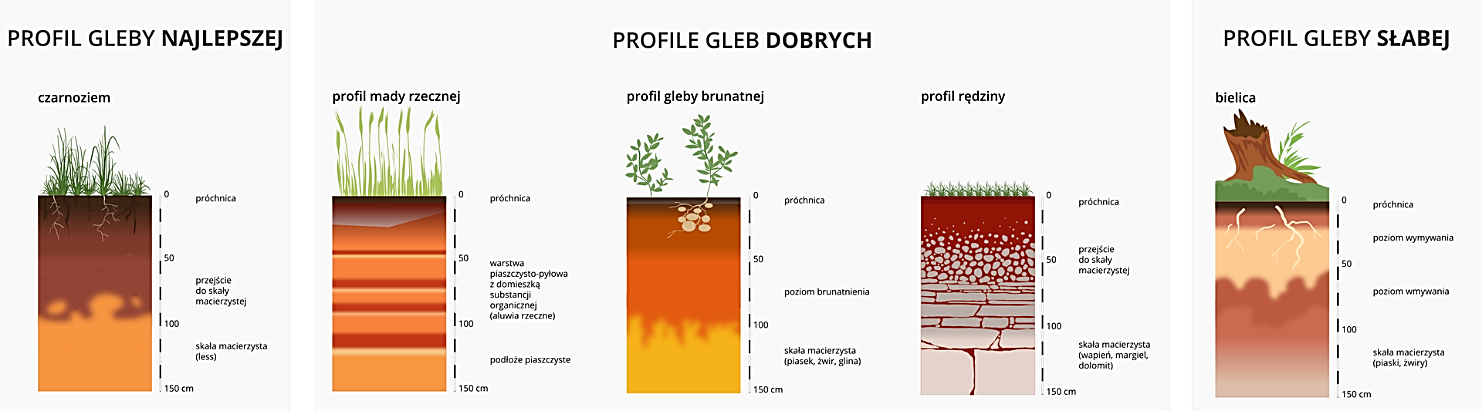 PROFIL GLEBY NAJLEPSZEJ
czarnoziem
0
próchnica
50
przejście
do skały
macierzystej
100
skała macierzysta
(less)
150 cm
PROFILE GLEB DOBRYCH
profil mady rzecznej
0
próchnica
50
warstwa
piaszczysto-pyłowa
z domieszką
substancji
organicznej
(aluwia rzeczne)
100
podłoże piaszczyste
150 cm
profil gleby brunatnej
0
próchnica
50
poziom brunatnienia
100
skała macierzysta
(piasek, żwir, glina)
150 cm
profil rędziny
0
próchnica
przejście
do skały
macierzystej
50
100
skała macierzysta
(wapień, margiel,
dolomit)
150 cm
PROFIL GLEBY SŁABEJ
bielica
0
próchnica
poziom wymywania
50
poziom wmywania
100
skała macierzysta
(piaski, żwiry)
150 cm